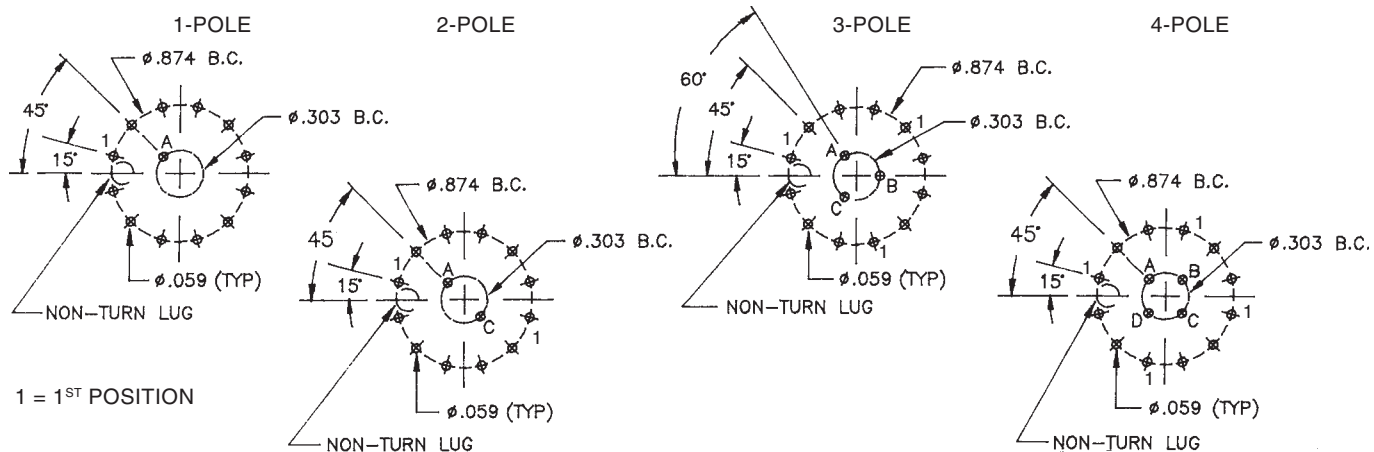 1-POLE
Ø.874 B.C.
45°
15°
1
A
Ø.303 B.C.
Ø.059 (TYP)
NON-TURN LUG
1 = 1ST POSITION
2-POLE
Ø.874 B.C.
45
15°
1
A
C
1
Ø.303 B.C.
Ø.059 (TYP)
NON-TURN LUG
3-POLE
60°
45°
15°
Ø.874 B.C.
1
1
A
B
C
1
Ø.303 B.C.
Ø.059 (TYP)
NON-TURN LUG
4-POLE
Ø.874 B.C.
45°
15°
1
1
A
B
D
C
1
1
Ø.303 B.C.
Ø.059 (TYP)
NON-TURN LUG